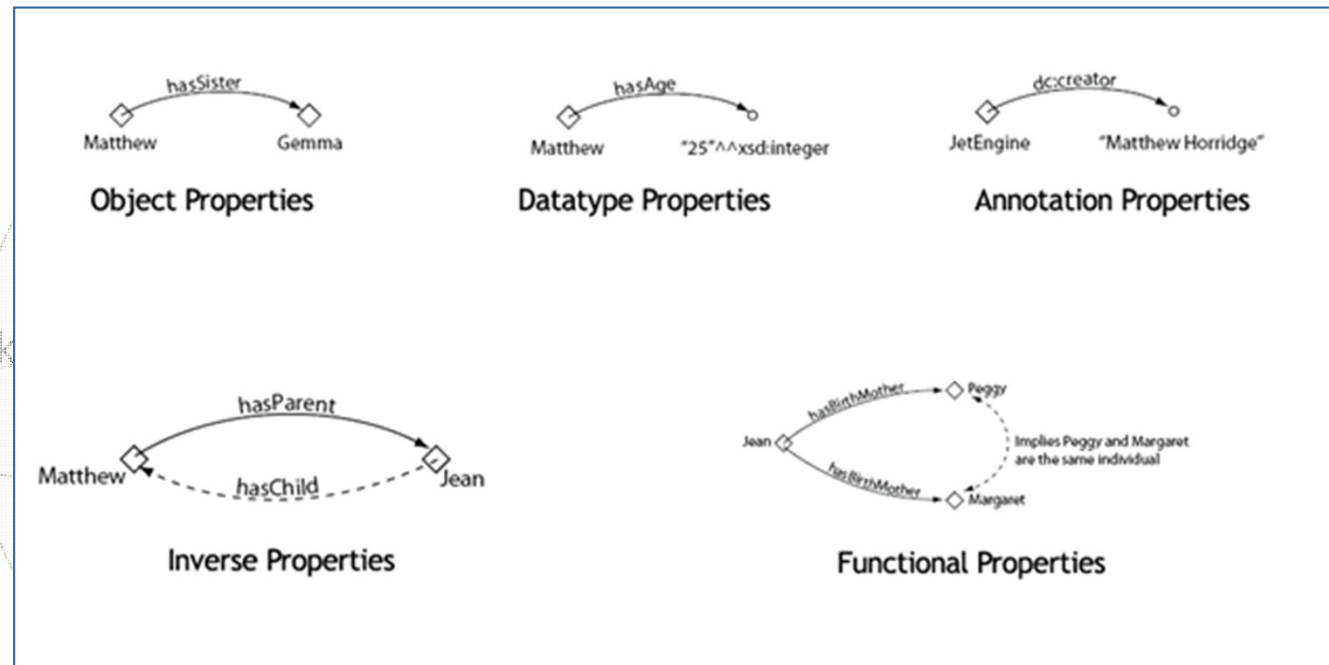 hasSister
Matthew
Gemma
Object Properties
hasAge
Matthew
"25"^^xsd:integer
Datatype Properties
dc:creator
JetEngine
"Matthew Horridge"
Annotation Properties
hasParent
Matthew
hasChild
Jean
Inverse Properties
hasBirthMother
Peggy
Jean
Implies Peggy and Margaret
are the same individual
hasBirthMother
Margaret
Functional Properties